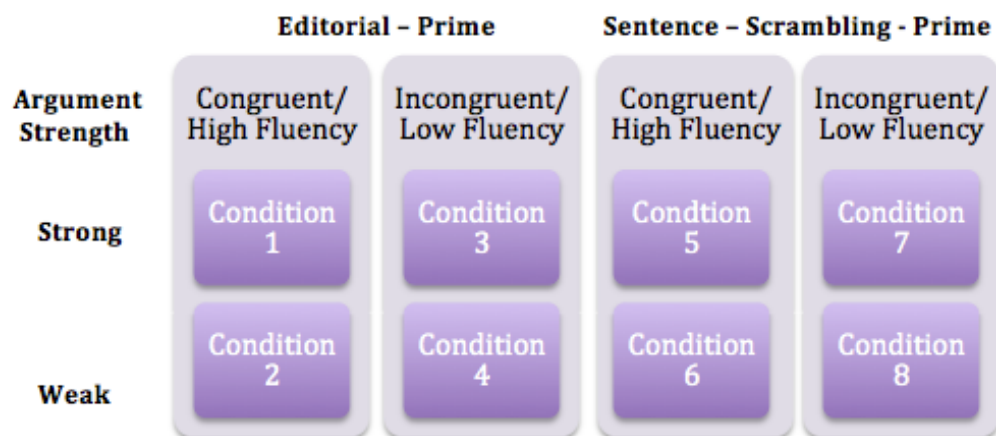 Editorial – Prime
Sentence – Scrambling - Prime
Argument
Strength
Congruent/
High Fluency
Incongruent/
Low Fluency
Congruent/
High Fluency
Incongruent/
Low Fluency
Strong
Condition
1
Condition
3
Condtion
5
Condition
7
Weak
Condition
2
Condition
4
Condition
6
Condition
8